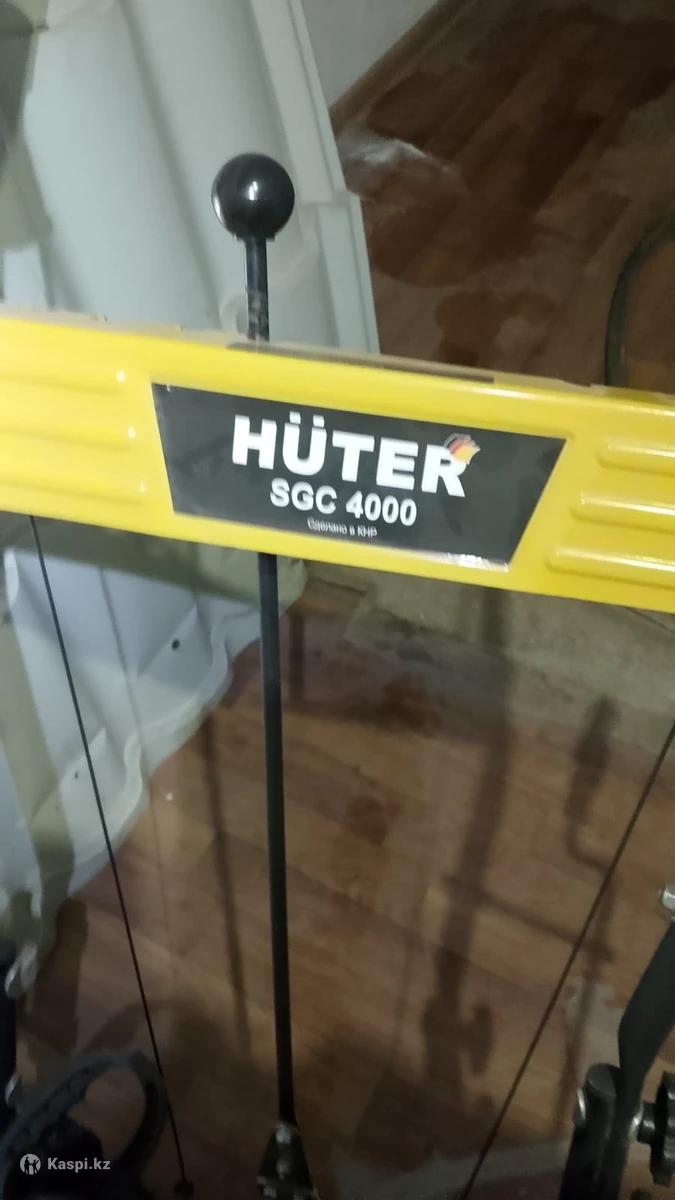 HÜTER
SGC 4000
Сделано в КНР
Kaspi.kz